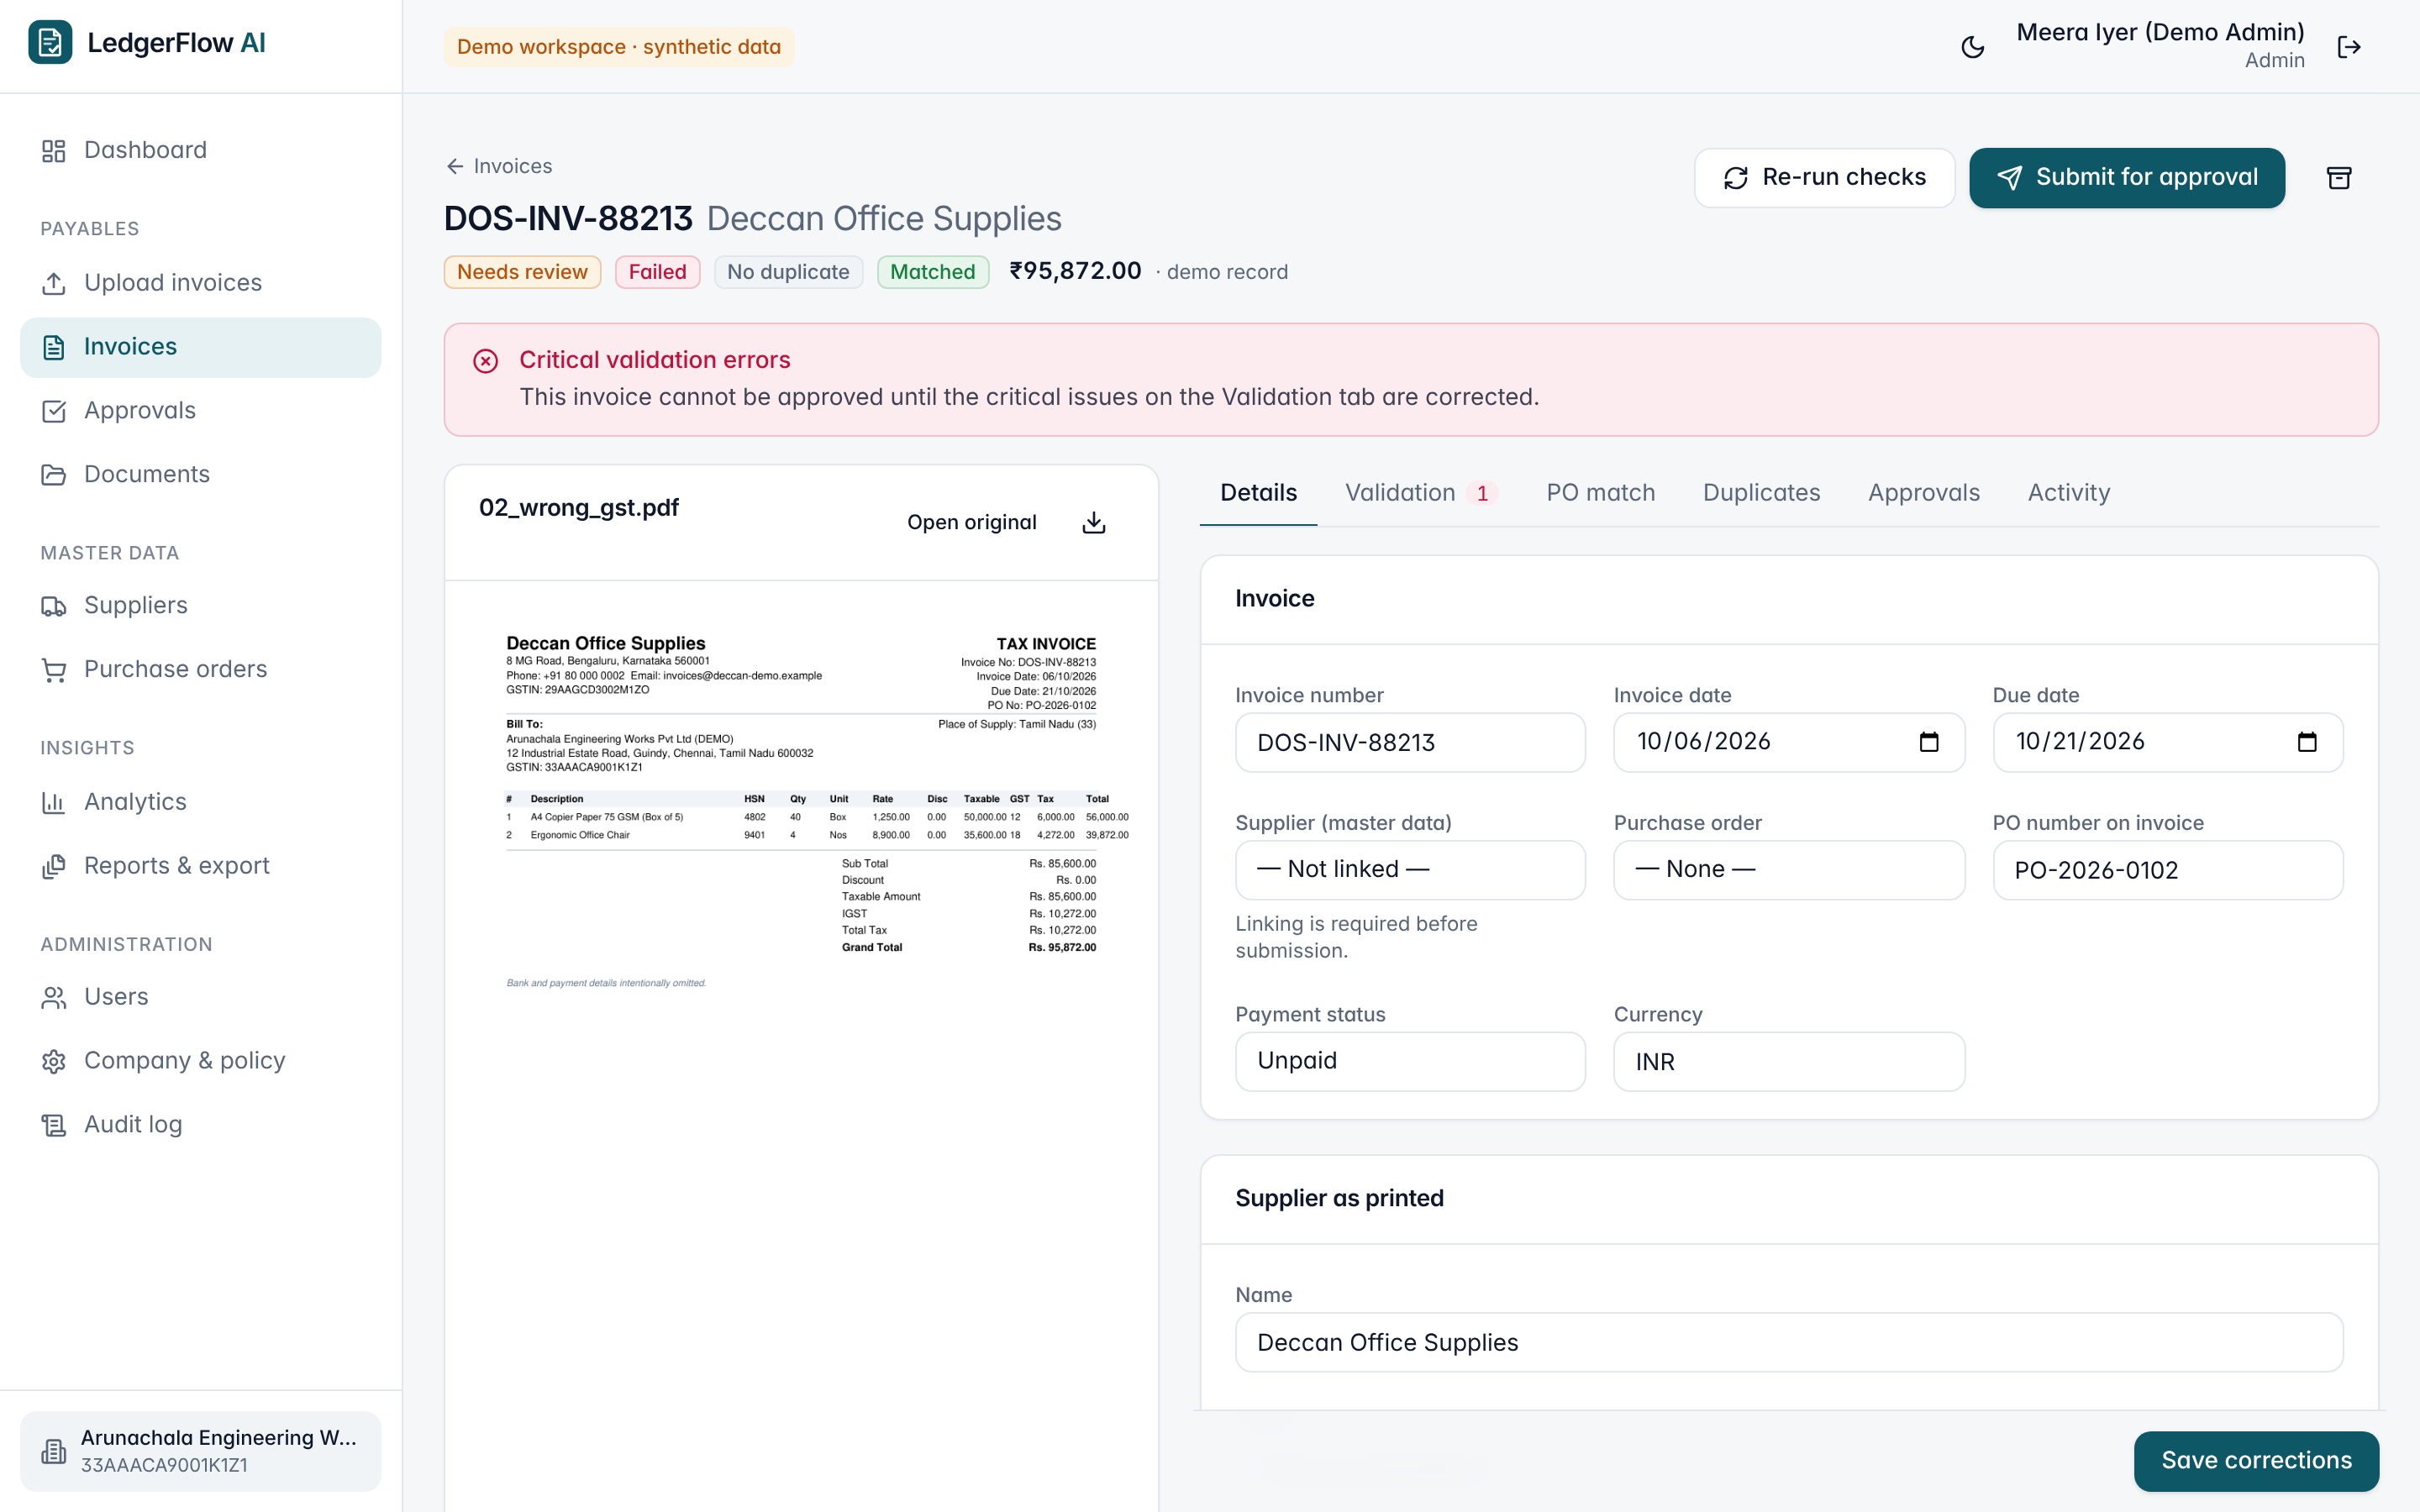 LedgerFlow AI
Demo workspace · synthetic data
Meera Iyer (Demo Admin)
Admin
Dashboard
PAYABLES
Upload invoices
Invoices
Approvals
Documents
MASTER DATA
Suppliers
Purchase orders
INSIGHTS
Analytics
Reports & export
ADMINISTRATION
Users
Company & policy
Audit log
Arunachala Engineering W...
33AAACA9001K1Z1
Invoices
Re-run checks
Submit for approval
DOS-INV-88213 Deccan Office Supplies
Needs review Failed No duplicate Matched ₹95,872.00 · demo record
Critical validation errors
This invoice cannot be approved until the critical issues on the Validation tab are corrected.
02_wrong_gst.pdf
Open original
Deccan Office Supplies
8 MG Road, Bengaluru, Karnataka 560001
Phone: +91 80 000 0002 Email: invoices@deccan-demo.example
GSTIN: 29AAGCD3002M1ZO
TAX INVOICE
Invoice No: DOS-INV-88213
Invoice Date: 06/10/2026
Due Date: 21/10/2026
PO No: PO-2026-0102
Bill To:
Place of Supply: Tamil Nadu (33)
Arunachala Engineering Works Pvt Ltd (DEMO)
12 Industrial Estate Road, Guindy, Chennai, Tamil Nadu 600032
GSTIN: 33AAACA9001K1Z1
# Description HSN Qty Unit Rate Disc Taxable GST Tax Total
1 A4 Copier Paper 75 GSM (Box of 5) 4802 40 Box 1,250.00 0.00 50,000.00 12 6,000.00 56,000.00
2 Ergonomic Office Chair 9401 4 Nos 8,900.00 0.00 35,600.00 18 4,272.00 39,872.00
Sub Total Rs. 85,600.00
Discount Rs. 0.00
Taxable Amount Rs. 85,600.00
IGST Rs. 10,272.00
Total Tax Rs. 10,272.00
Grand Total Rs. 95,872.00
Bank and payment details intentionally omitted.
Details Validation 1 PO match Duplicates Approvals Activity
Invoice
Invoice number Invoice date Due date
DOS-INV-88213 10/06/2026 10/21/2026
Supplier (master data) Purchase order PO number on invoice
— Not linked — — None — PO-2026-0102
Linking is required before
submission.
Payment status Currency
Unpaid INR
Supplier as printed
Name
Deccan Office Supplies
Save corrections